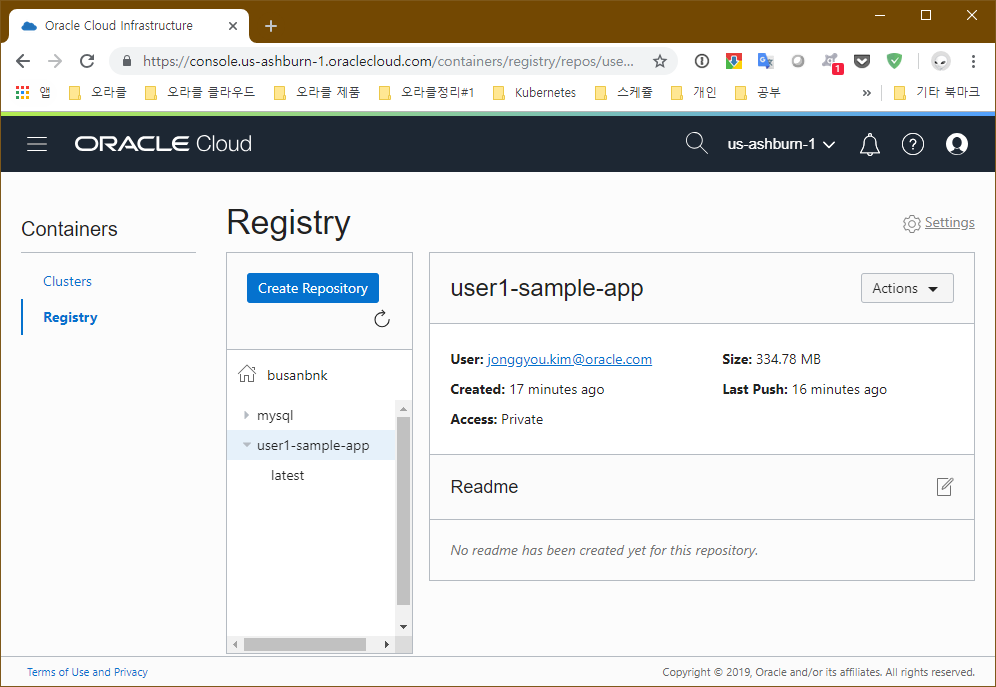 Oracle Cloud Infrastructure
https://console.us-ashburn-1.oraclecloud.com/containers/registry/repos/use...
1
앱 오라클 오라클 클라우드 오라클 제품 오라클정리#1 Kubernetes 스케쥴 개인 공부 » 기타 북마크
ORACLE Cloud
us-ashburn-1
Containers
Clusters
Registry
Registry
Settings
Create Repository
busanbnk
mysql
user1-sample-app
latest
user1-sample-app
Actions
User: jonggyou.kim@oracle.com
Size: 334.78 MB
Created: 17 minutes ago
Last Push: 16 minutes ago
Access: Private
Readme
No readme has been created yet for this repository.
Terms of Use and Privacy
Copyright © 2019, Oracle and/or its affiliates. All rights reserved.